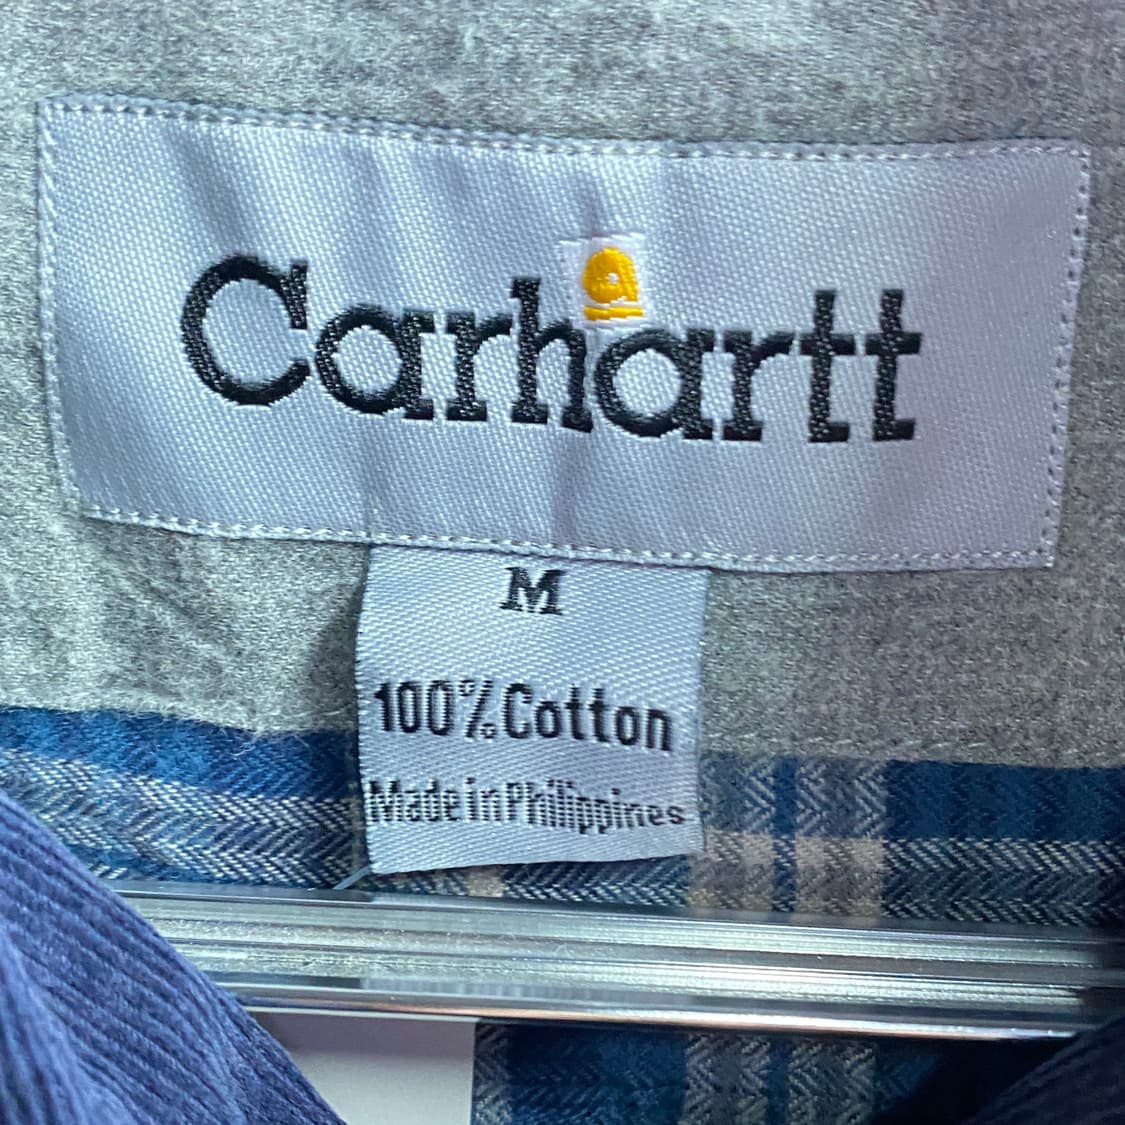 Carhartt
M
100% Cotton
Made in Philippines